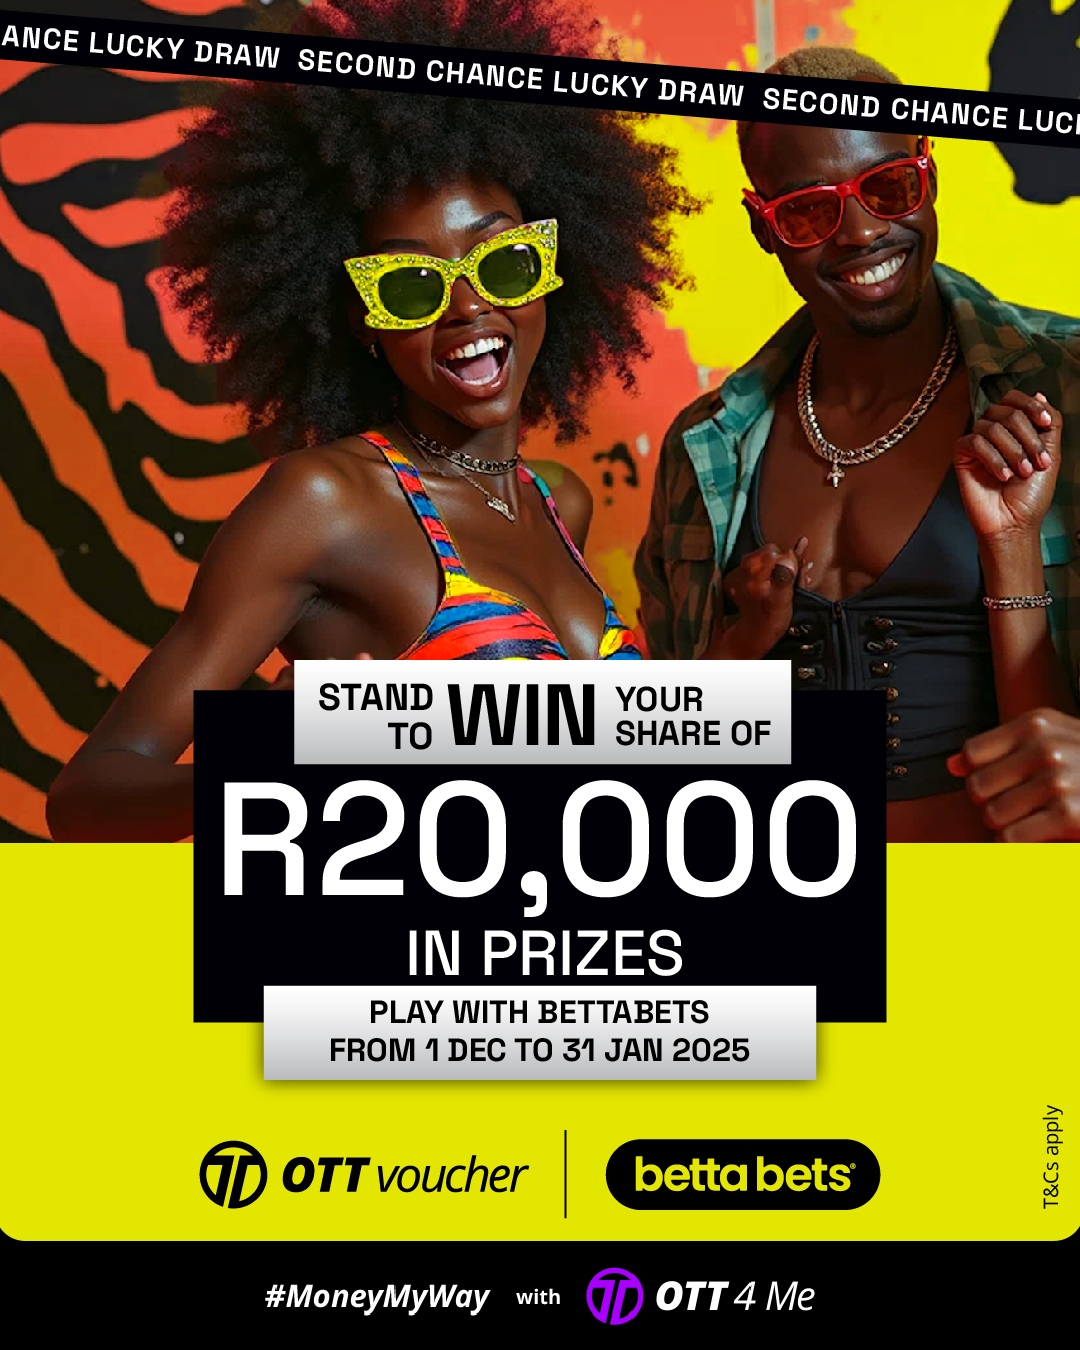 ANCE LUCKY DRAW SECOND CHANCE LUCKY DRAW SECOND CHANCE LUC
STAND TO WIN YOUR SHARE OF
R20,000
IN PRIZES
PLAY WITH BETTABETS
FROM 1 DEC TO 31 JAN 2025
T&Cs apply
OTT voucher
betta bets®
#MoneyMyWay with OTT 4 Me